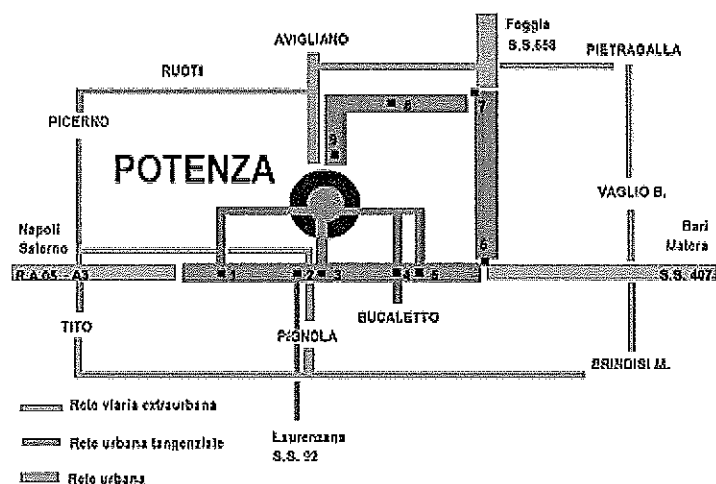 Foggia
S.S.658
AVIGLIANO
PIETRAGALLA
RUOTI
PICERNO
8
7
9
POTENZA
VAGLIO B.
Napoli
Salerno
Bari
Matera
6
R.A.05 - A3
1
2
3
4
5
S.S. 407
TITO
PIGNOLA
BUCALETTO
BRINDISI M.
Rete viaria extraurbana
Rete urbana tangenziale
Laurenzana
S.S. 92
Rete urbana